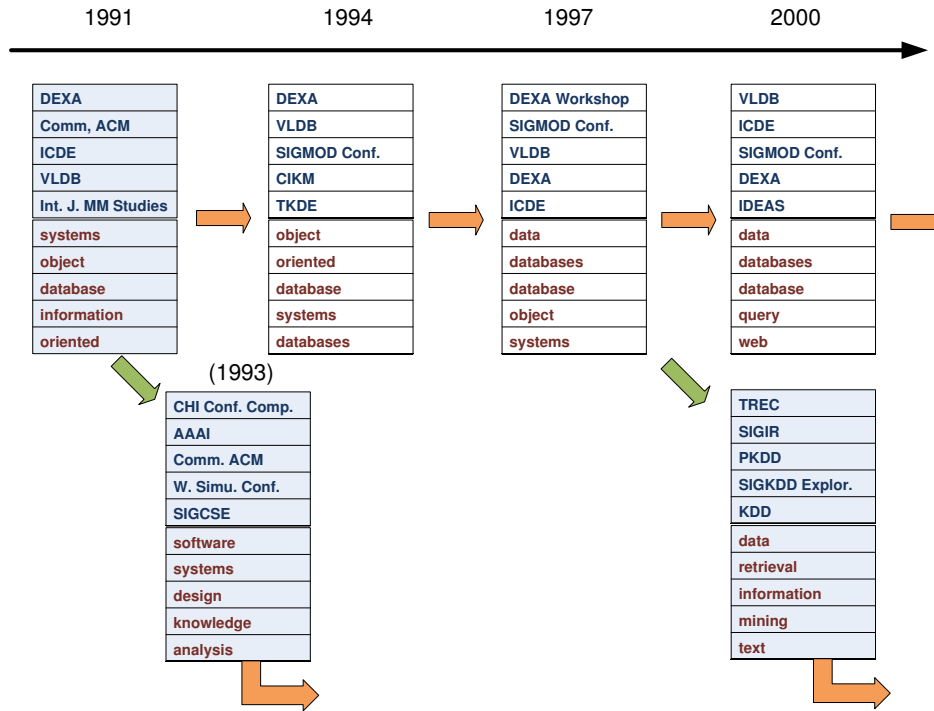 1991
1994
1997
2000
DEXA
Comm, ACM
ICDE
VLDB
Int. J. MM Studies
systems
object
database
information
oriented
DEXA
VLDB
SIGMOD Conf.
CIKM
TKDE
object
oriented
database
systems
databases
DEXA Workshop
SIGMOD Conf.
VLDB
DEXA
ICDE
data
databases
database
object
systems
VLDB
ICDE
SIGMOD Conf.
DEXA
IDEAS
data
databases
database
query
web
(1993)
CHI Conf. Comp.
AAAI
Comm. ACM
W. Simu. Conf.
SIGCSE
software
systems
design
knowledge
analysis
TREC
SIGIR
PKDD
SIGKDD Explor.
KDD
data
retrieval
information
mining
text